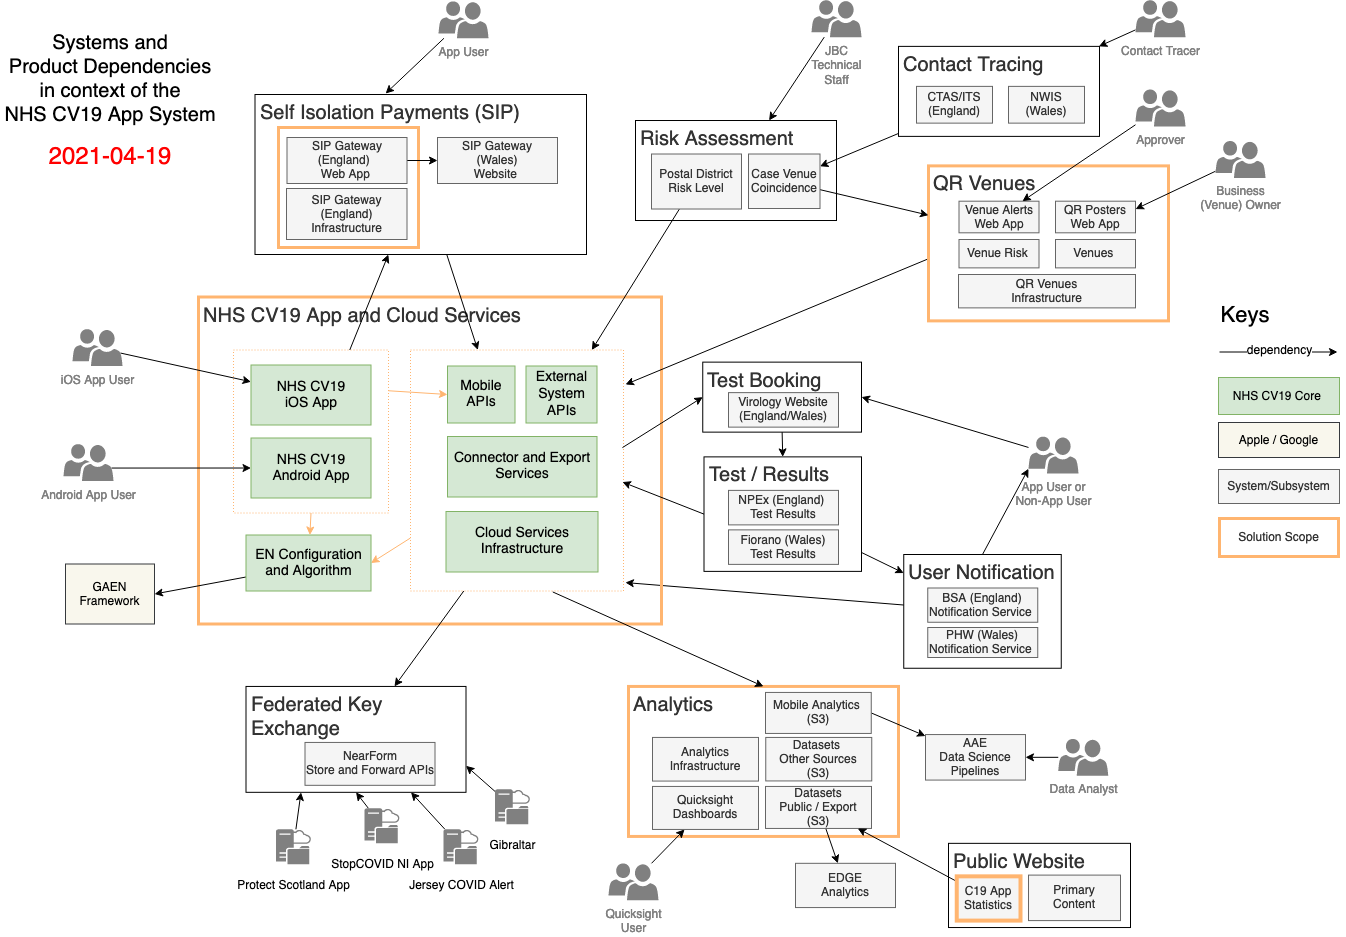 Systems and
Product Dependencies
in context of the
NHS CV19 App System
2021-04-19
App User
JBC
Technical
Staff
Contact Tracer
Approver
Business
(Venue) Owner
Self Isolation Payments (SIP)
SIP Gateway
(England)
Web App
SIP Gateway
(Wales)
Website
SIP Gateway
(England)
Infrastructure
Risk Assessment
Postal District
Risk Level
Case Venue
Coincidence
Contact Tracing
CTAS/ITS
(England)
NWIS
(Wales)
QR Venues
Venue Alerts
Web App
QR Posters
Web App
Venue Risk
Venues
QR Venues
Infrastructure
NHS CV19 App and Cloud Services
iOS App User
Android App User
NHS CV19
iOS App
NHS CV19
Android App
EN Configuration
and Algorithm
Mobile
APIs
External
System
APIs
Connector and Export
Services
Cloud Services
Infrastructure
GAEN
Framework
Test Booking
Virology Website
(England/Wales)
Test / Results
NPEx (England)
Test Results
Fiorano (Wales)
Test Results
App User or
Non-App User
User Notification
BSA (England)
Notification Service
PHW (Wales)
Notification Service
Keys
dependency
NHS CV19 Core
Apple / Google
System/Subsystem
Solution Scope
Federated Key
Exchange
NearForm
Store and Forward APIs
Protect Scotland App
StopCOVID NI App
Jersey COVID Alert
Gibraltar
Analytics
Mobile Analytics
(S3)
Analytics
Infrastructure
Datasets
Other Sources
(S3)
Quicksight
Dashboards
Datasets
Public / Export
(S3)
AAE
Data Science
Pipelines
Data Analyst
Quicksight
User
EDGE
Analytics
Public Website
C19 App
Statistics
Primary
Content